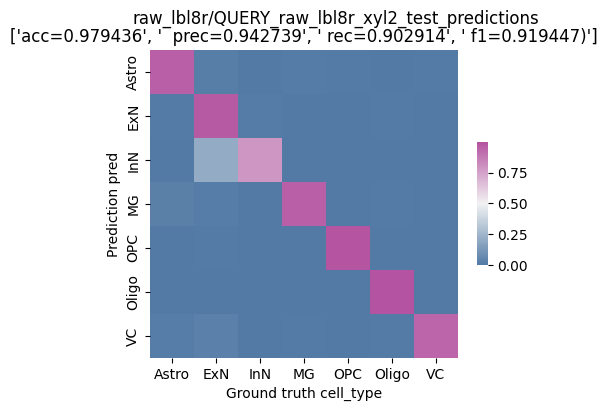 raw_lbl8r/QUERY_raw_lbl8r_xyl2_test_predictions
['acc=0.979436', '  prec=0.942739', ' rec=0.902914', ' f1=0.919447)']
Prediction pred
Astro
ExN
InN
MG
OPC
Oligo
VC
0.75
0.50
0.25
0.00
Astro ExN InN MG OPC Oligo VC
Ground truth cell_type